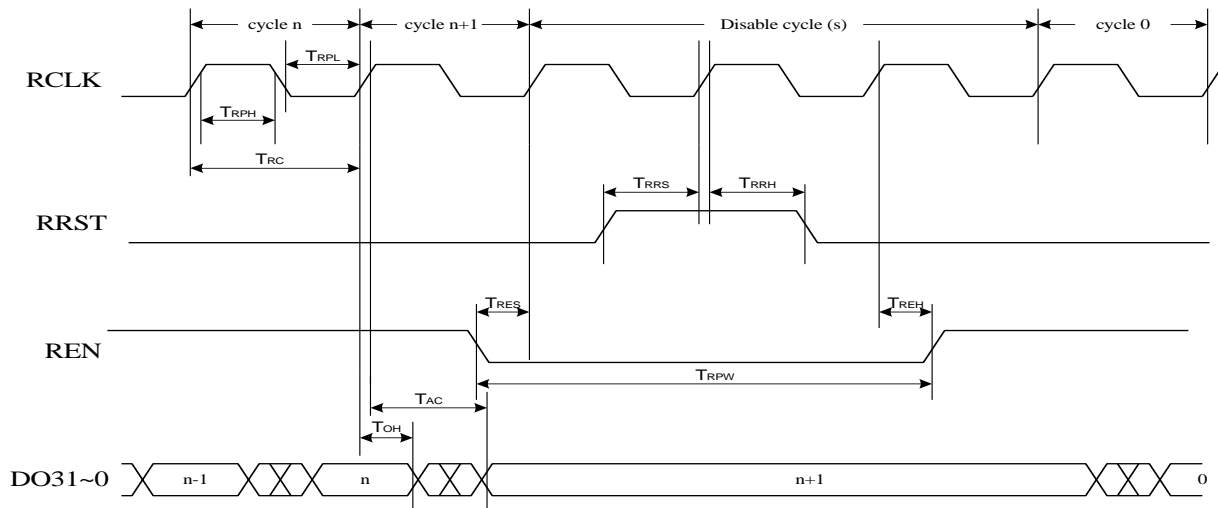 cycle n
cycle n+1
Disable cycle (s)
cycle 0
TRPL
RCLK
TRPH
TRC
TRRS
TRRH
RRST
TRES
TREH
REN
TRPW
TAC
TOH
DO31~0
n-1
n
n+1
0